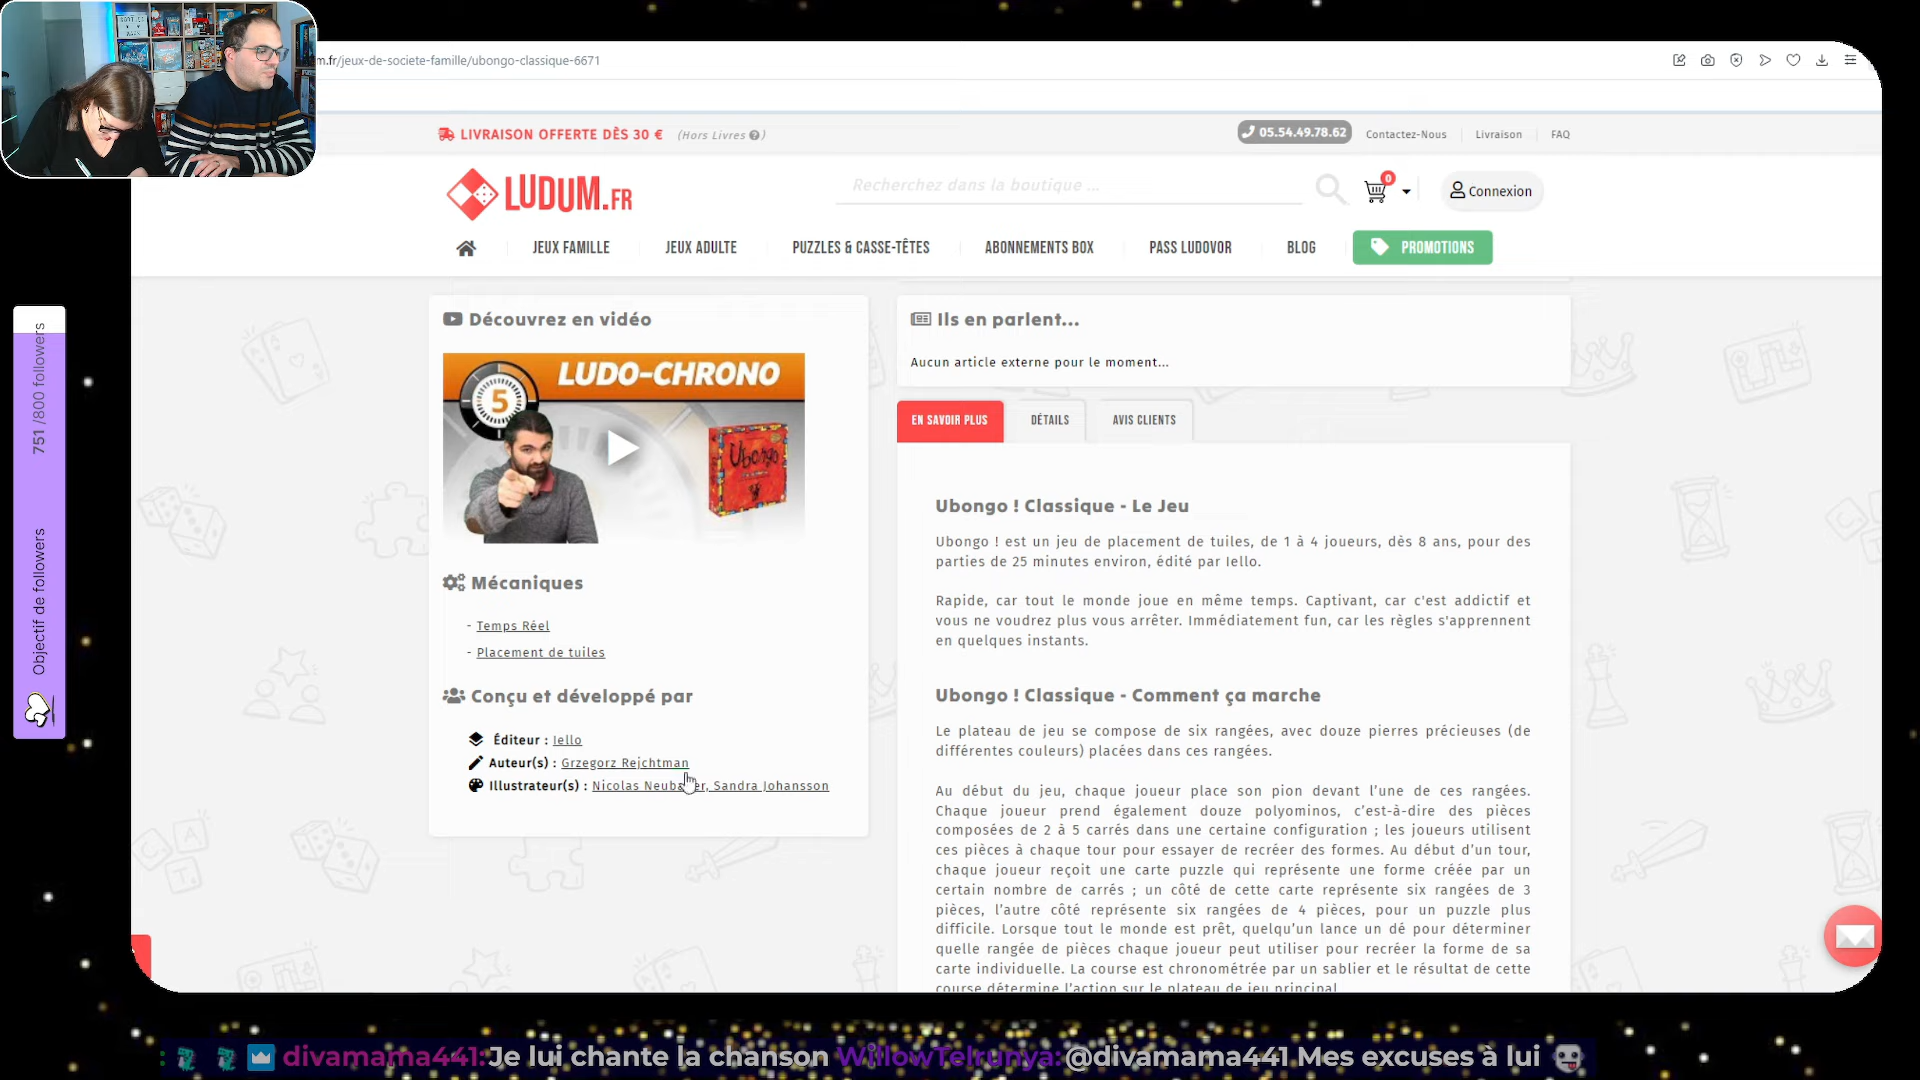 m.fr/jeux-de-societe-famille/ubongo-classique-6671
LIVRAISON OFFERTE DÈS 30 € (Hors Livres ?)
05.54.49.78.62 Contactez-Nous Livraison FAQ
LUDUM.FR
Recherchez dans la boutique ...
0
Connexion
JEUX FAMILLE JEUX ADULTE PUZZLES & CASSE-TÊTES ABONNEMENTS BOX PASS LUDOVOR BLOG PROMOTIONS
Découvrez en vidéo
LUDO-CHRONO
5
Ubongo
Mécaniques
- Temps Réel
- Placement de tuiles
Conçu et développé par
Éditeur : Iello
Auteur(s) : Grzegorz Rejchtman
Illustrateur(s) : Nicolas Neubauer, Sandra Johansson
Ils en parlent...
Aucun article externe pour le moment...
EN SAVOIR PLUS DÉTAILS AVIS CLIENTS
Ubongo ! Classique - Le Jeu
Ubongo ! est un jeu de placement de tuiles, de 1 à 4 joueurs, dès 8 ans, pour des
parties de 25 minutes environ, édité par Iello.
Rapide, car tout le monde joue en même temps. Captivant, car c'est addictif et
vous ne voudrez plus vous arrêter. Immédiatement fun, car les règles s'apprennent
en quelques instants.
Ubongo ! Classique - Comment ça marche
Le plateau de jeu se compose de six rangées, avec douze pierres précieuses (de
différentes couleurs) placées dans ces rangées.
Au début du jeu, chaque joueur place son pion devant l’une de ces rangées.
Chaque joueur prend également douze polyominos, c’est-à-dire des pièces
composées de 2 à 5 carrés dans une certaine configuration ; les joueurs utilisent
ces pièces à chaque tour pour essayer de recréer des formes. Au début d’un tour,
chaque joueur reçoit une carte puzzle qui représente une forme créée par un
certain nombre de carrés ; un côté de cette carte représente six rangées de 3
pièces, l’autre côté représente six rangées de 4 pièces, pour un puzzle plus
difficile. Lorsque tout le monde est prêt, quelqu’un lance un dé pour déterminer
quelle rangée de pièces chaque joueur peut utiliser pour recréer la forme de sa
carte individuelle. La course est chronométrée par un sablier et le résultat de cette
course détermine l’action sur le plateau de jeu principal.
Objectif de followers 751 /800 followers
: divamama441: Je lui chante la chanson WillowTelrunya: @divamama441 Mes excuses à lui